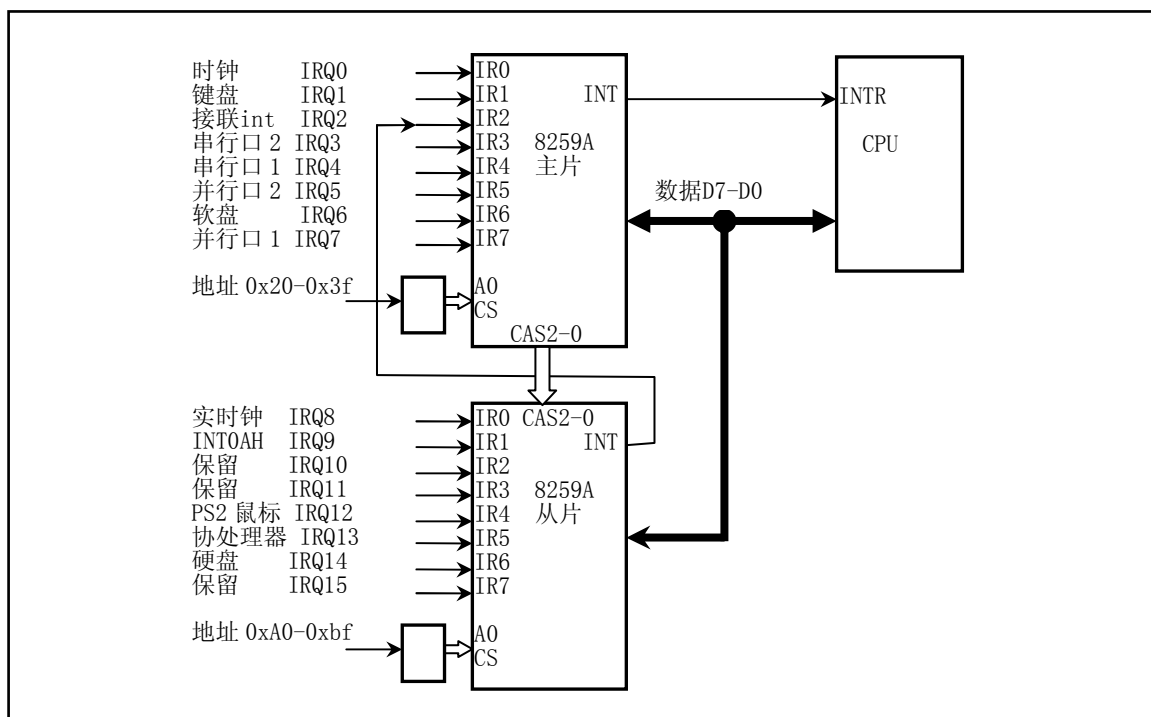 时钟 IRQ0
键盘 IRQ1
接联int IRQ2
串行口 2 IRQ3
串行口 1 IRQ4
并行口 2 IRQ5
软盘 IRQ6
并行口 1 IRQ7
地址 0x20-0x3f
IR0
IR1
IR2
IR3
IR4
IR5
IR6
IR7
A0
CS
INT
8259A
主片
CAS2-0
INTR
CPU
数据D7-D0
实时钟 IRQ8
INT0AH IRQ9
保留 IRQ10
保留 IRQ11
PS2 鼠标 IRQ12
协处理器 IRQ13
硬盘 IRQ14
保留 IRQ15
地址 0xA0-0xbf
IR0
IR1
IR2
IR3
IR4
IR5
IR6
IR7
A0
CS
CAS2-0
INT
8259A
从片